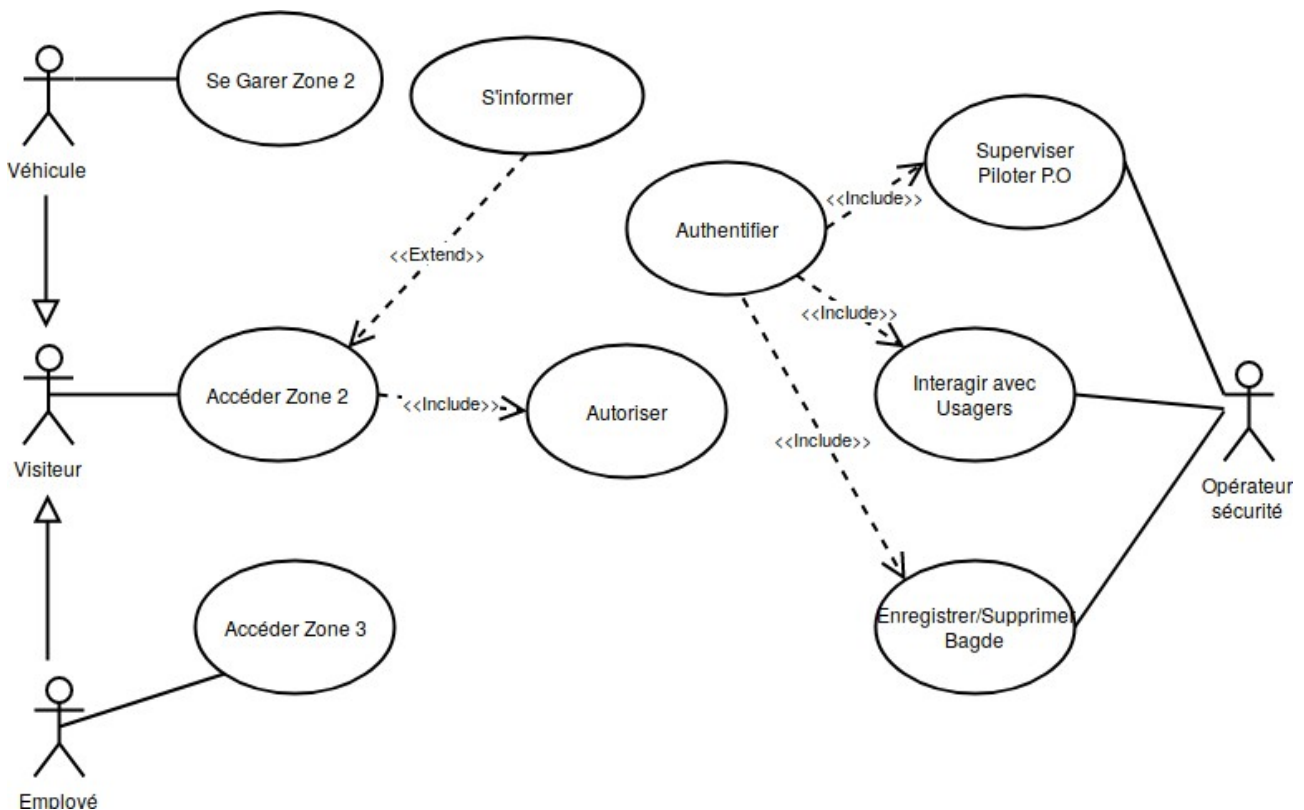 Se Garer Zone 2
S'informer
Véhicule
Superviser
Piloter P.O
<<Include>>
Authentifier
<<Extend>>
<<Include>>
Accéder Zone 2
<<Include>>
Autoriser
Interagir avec
Usagers
<<Include>>
Visiteur
Opérateur
sécurité
Accéder Zone 3
Enregistrer/Supprimer
Bagde
Employé